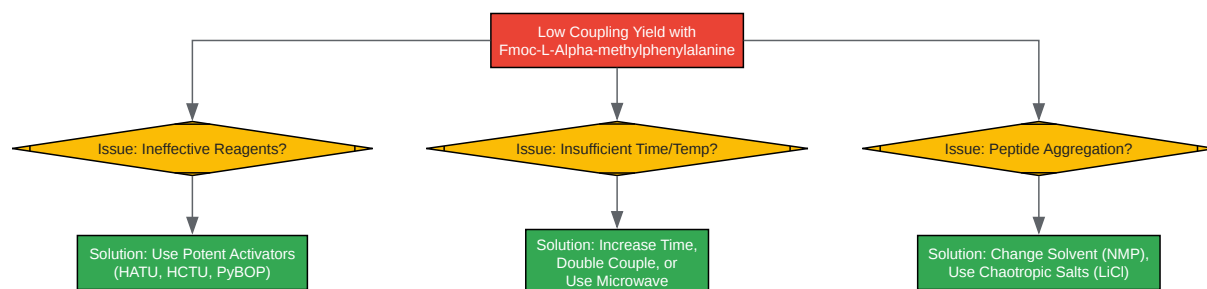 Low Coupling Yield with
Fmoc-L-Alpha-methylphenylalanine
Issue: Ineffective Reagents?
Issue: Insufficient Time/Temp?
Issue: Peptide Aggregation?
Solution: Use Potent Activators
(HATU, HCTU, PyBOP)
Solution: Increase Time,
Double Couple, or
Use Microwave
Solution: Change Solvent (NMP),
Use Chaotropic Salts (LiCl)